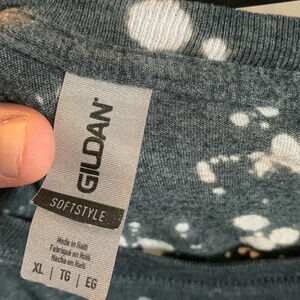 GILDAN
SOFTSTYLE
Made in Haiti
Fabriqué en Haïti
Hecho en Haití
XL | TG | EG